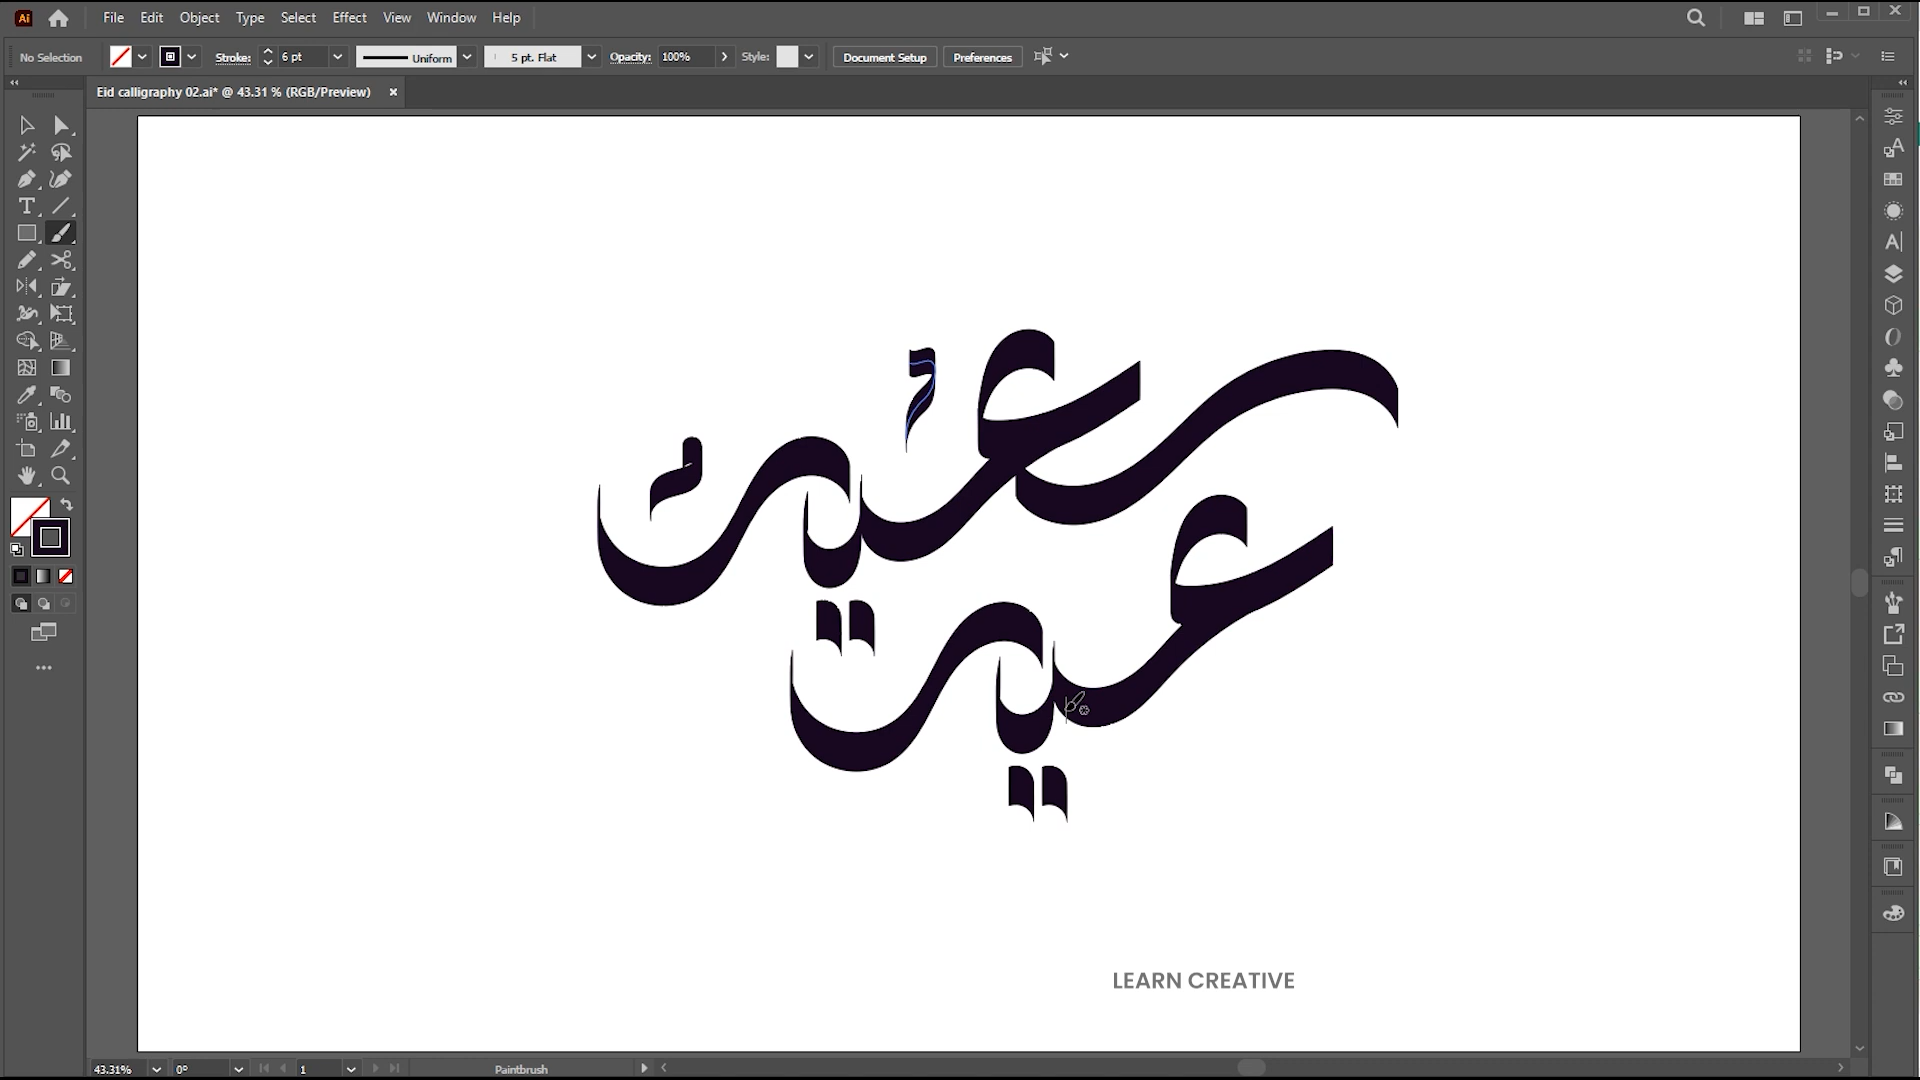 File Edit Object Type Select Effect View Window Help
No Selection Stroke: 6 pt Uniform 5 pt. Flat Opacity: 100% Style: Document Setup Preferences
Eid calligraphy 02.ai* @ 43.31 % (RGB/Preview)
سعيد
عيد
LEARN CREATIVE
43.31% 0° 1 Paintbrush